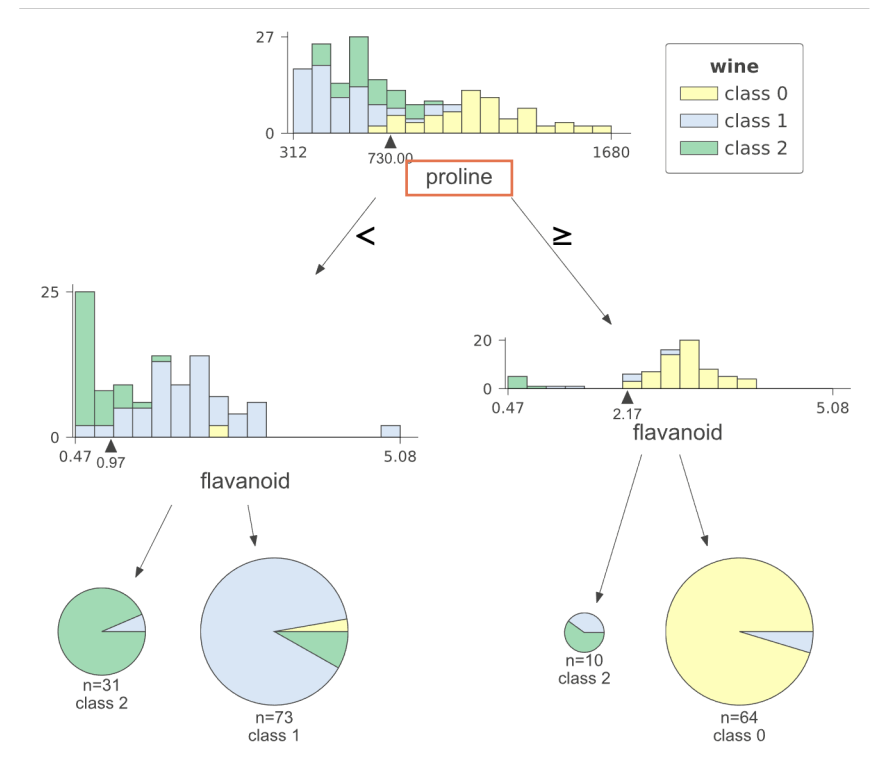 27
0
312
730.00
1680
proline
wine
class 0
class 1
class 2
<
≥
25
0
0.47
0.97
5.08
flavanoid
20
0
0.47
2.17
5.08
flavanoid
n=31
class 2
n=73
class 1
n=10
class 2
n=64
class 0